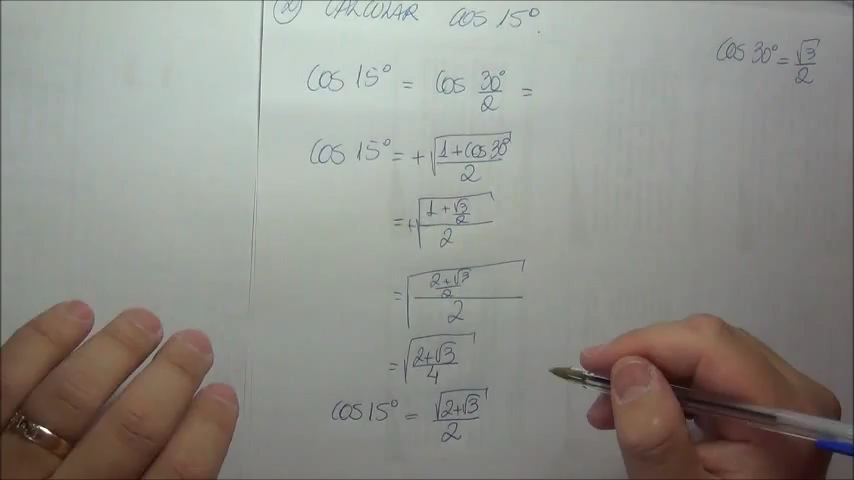 2) CALCULAR cos 15°.
cos 30° = √3/2
cos 15° = cos 30°/2 =
cos 15° = + √((1 + cos 30°)/2)
= + √((1 + √3/2)/2)
= √(((2 + √3)/2)/2)
= √((2 + √3)/4)
cos 15° = √(2 + √3)/2